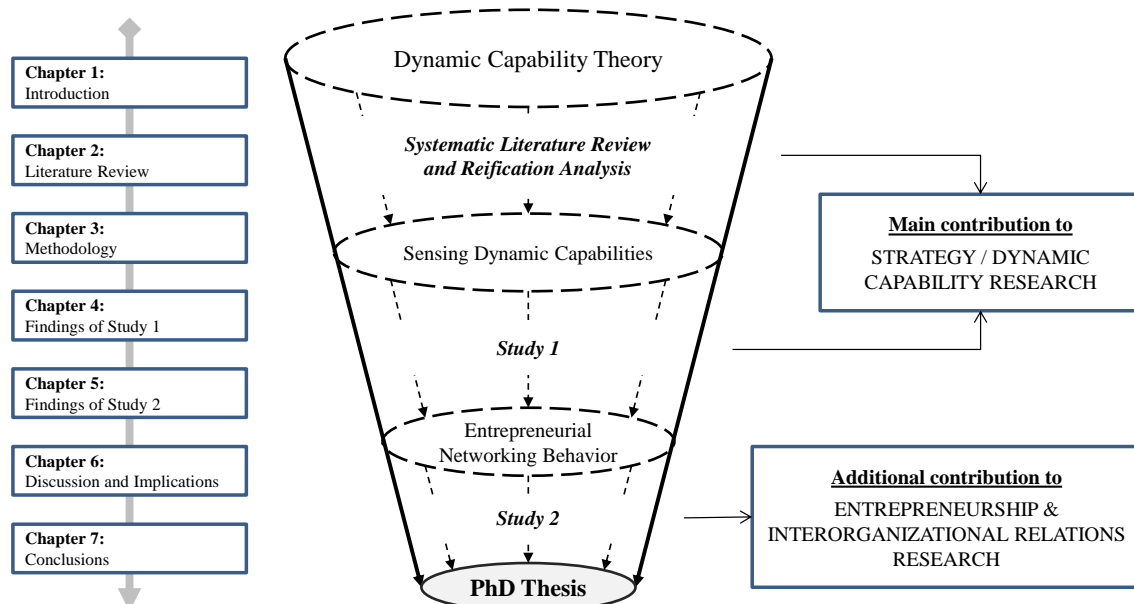 Chapter 1:
Introduction
Chapter 2:
Literature Review
Chapter 3:
Methodology
Chapter 4:
Findings of Study 1
Chapter 5:
Findings of Study 2
Chapter 6:
Discussion and Implications
Chapter 7:
Conclusions
Dynamic Capability Theory
Systematic Literature Review
and Reification Analysis
Sensing Dynamic Capabilities
Study 1
Entrepreneurial
Networking Behavior
Study 2
PhD Thesis
Main contribution to
STRATEGY / DYNAMIC
CAPABILITY RESEARCH
Additional contribution to
ENTREPRENEURSHIP &
INTERORGANIZATIONAL RELATIONS
RESEARCH